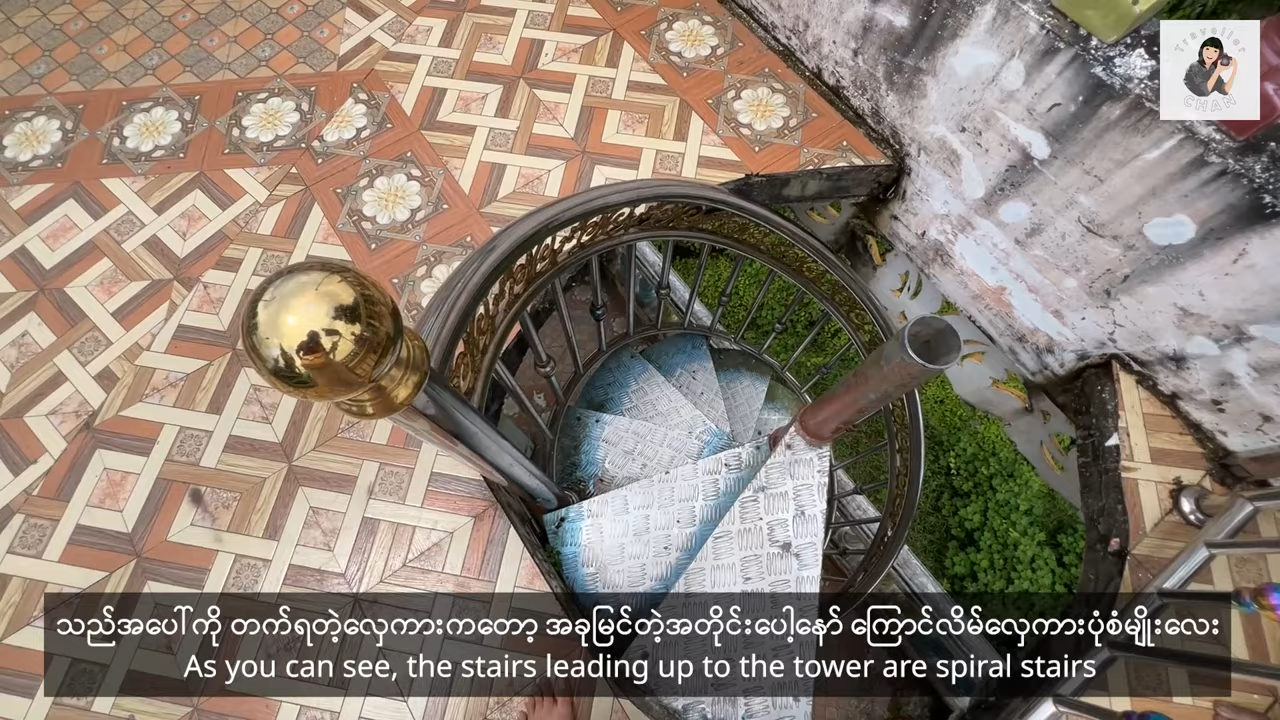 Traveller
CHAN
သည်အပေါ်ကို တက်ရတဲ့လှေကားကတော့ အခုမြင်တဲ့အတိုင်းပေါ့နော် ကြောင်လိမ်လှေကားပုံစံမျိုးလေး
As you can see, the stairs leading up to the tower are spiral stairs